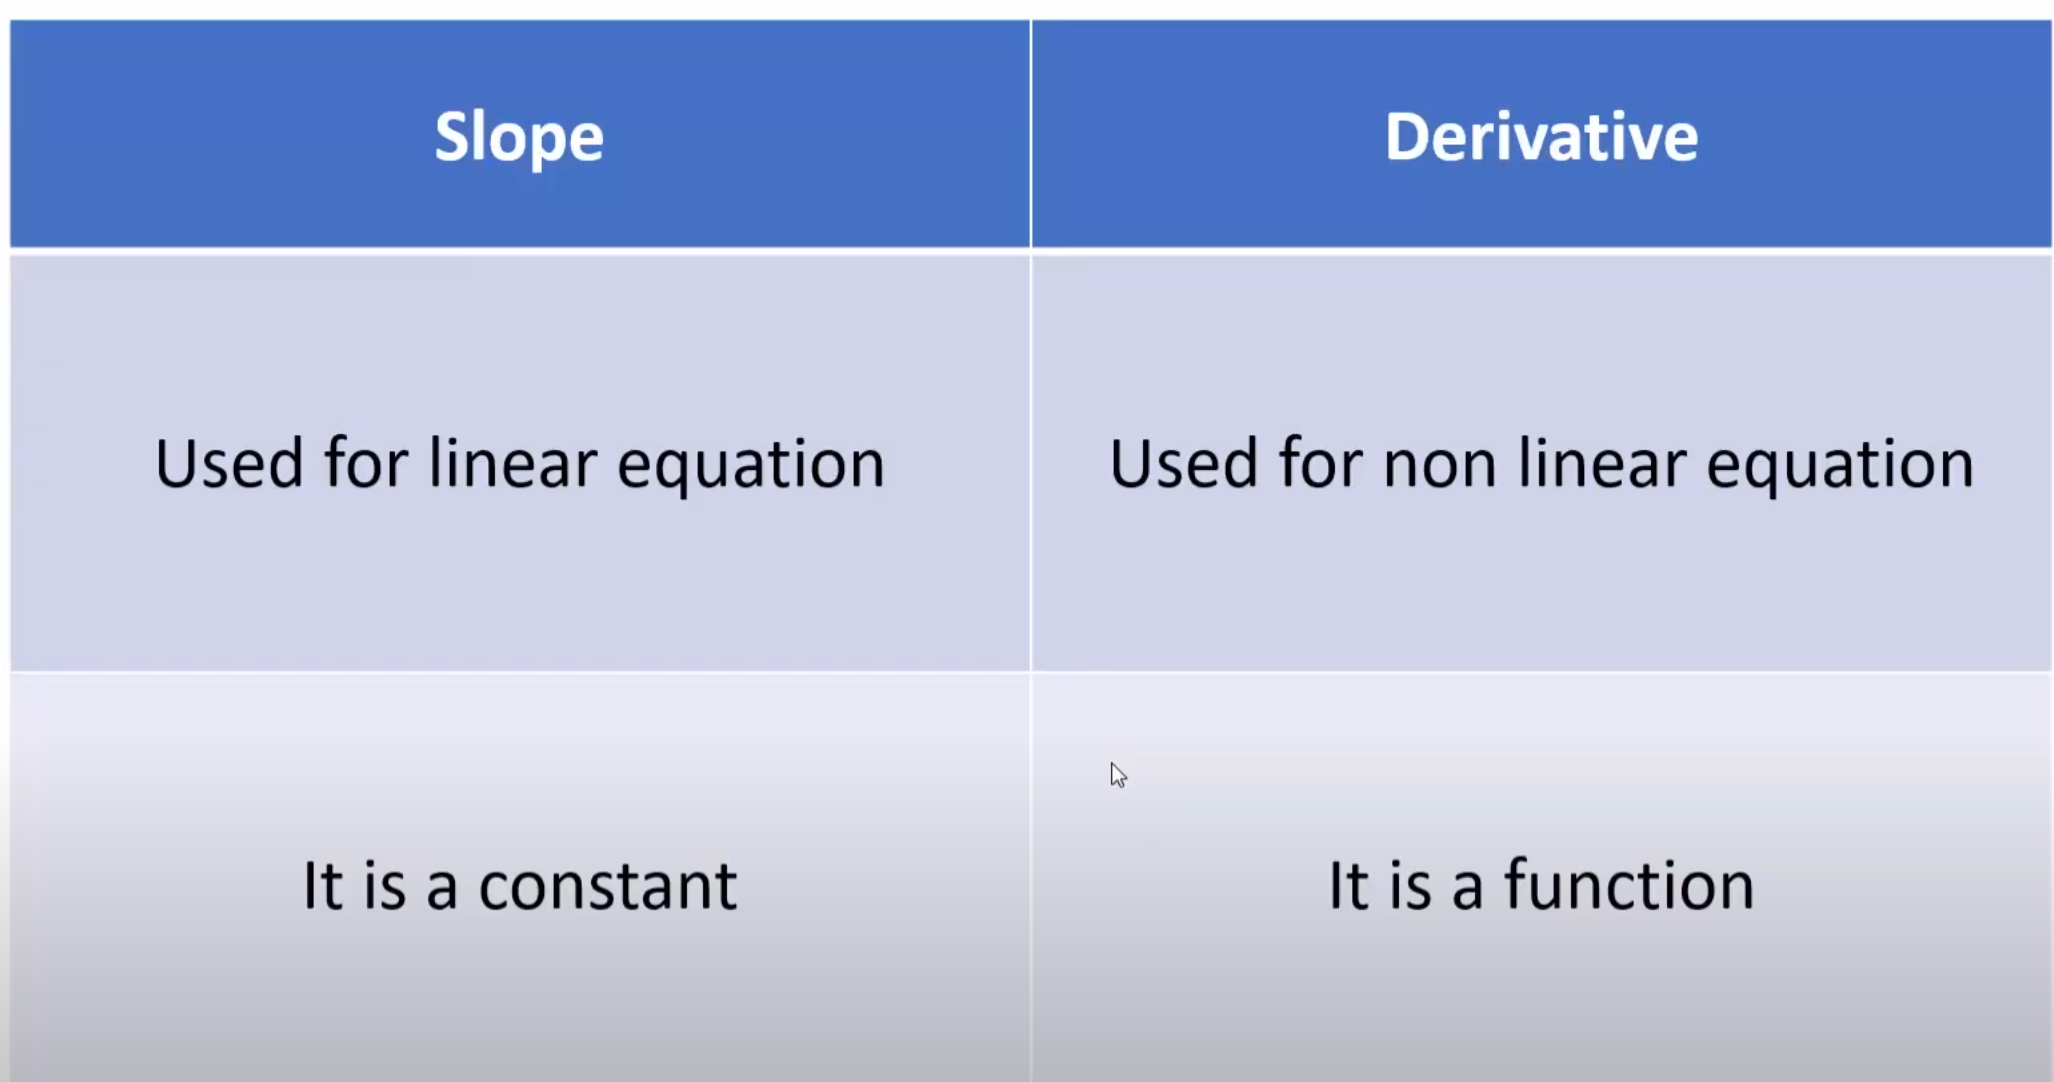 Slope
Derivative
Used for linear equation
Used for non linear equation
It is a constant
It is a function